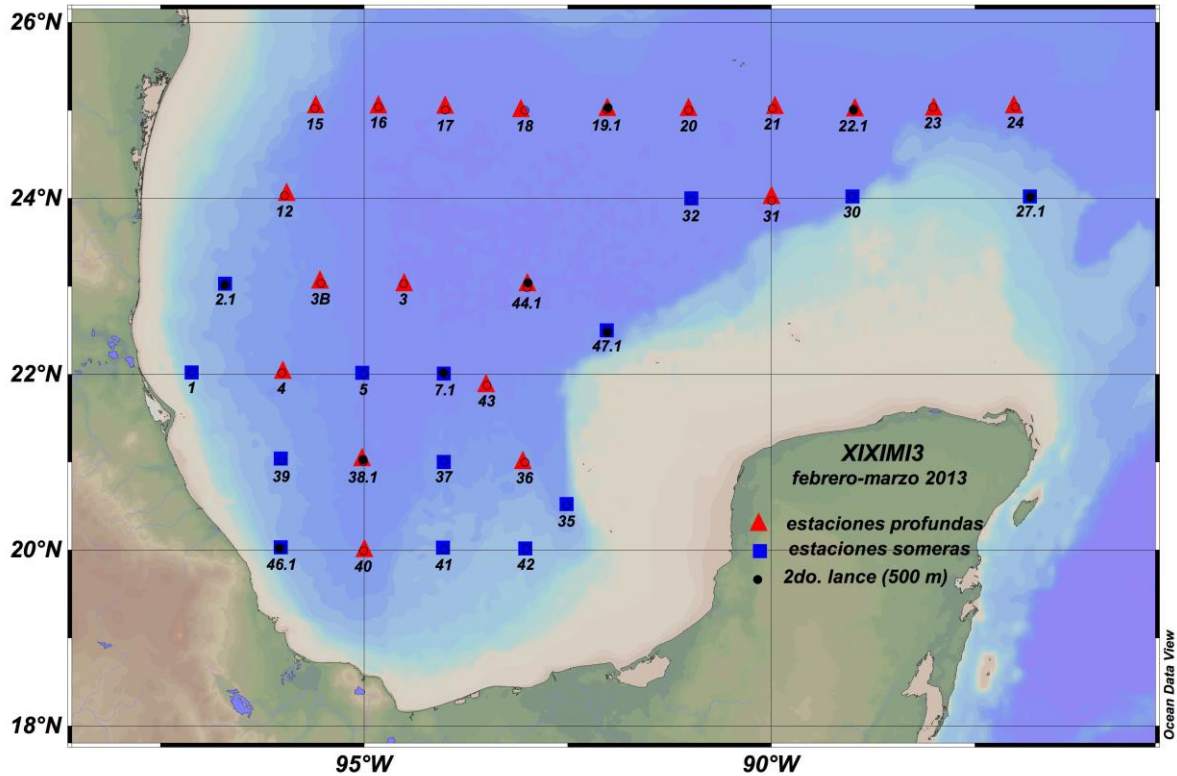 26°N
15 16 17 18 19.1 20 21 22.1 23 24
24°N
12 32 31 30 27.1
2.1 3B 3 44.1
47.1
22°N
1 4 5 7.1 43
39 38.1 37 36
35
XIXIMI3
febrero-marzo 2013
estaciones profundas
estaciones someras
2do. lance (500 m)
20°N
46.1 40 41 42
18°N
95°W 90°W
Ocean Data View